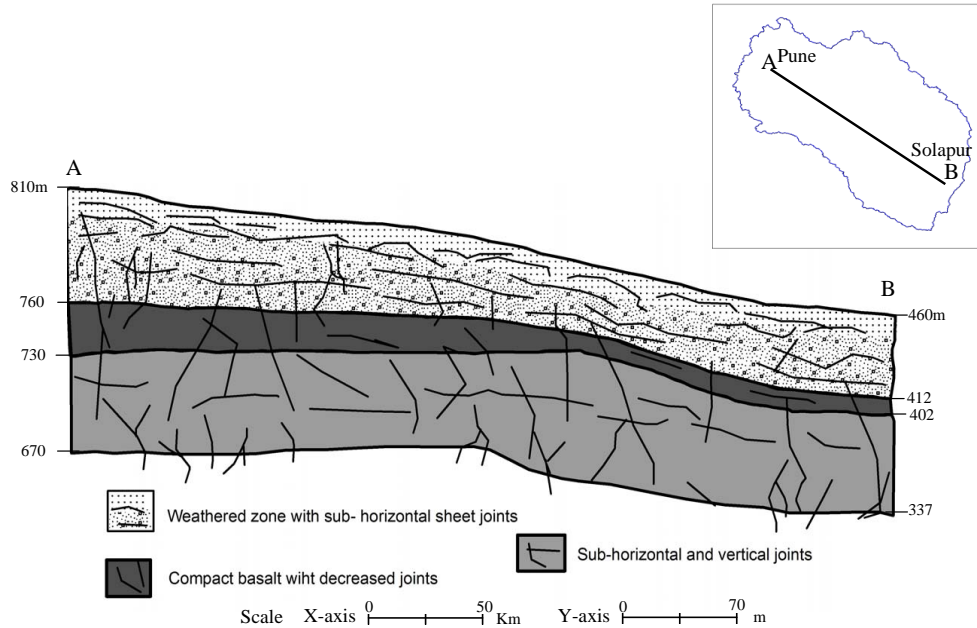 A Pune
Solapur
B
A
810m
760
730
670
B
460m
412
402
337
Weathered zone with sub- horizontal sheet joints
Sub-horizontal and vertical joints
Compact basalt wiht decreased joints
Scale X-axis 0 50 Km Y-axis 0 70 m